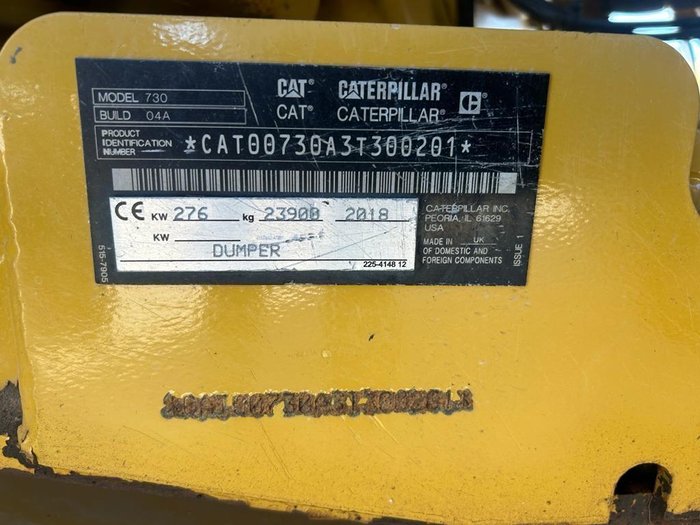 CAT® CATERPILLAR®
MODEL 730
BUILD 04A
CAT® CATERPILLAR®
PRODUCT IDENTIFICATION NUMBER *CAT00730A3T300201*
CE KW 276 kg 23900 2018
KW
DUMPER
225-4148 12
CATERPILLAR INC.
PEORIA, IL 61629
USA
MADE IN UK
OF DOMESTIC AND
FOREIGN COMPONENTS
ISSUE 1
515-7905